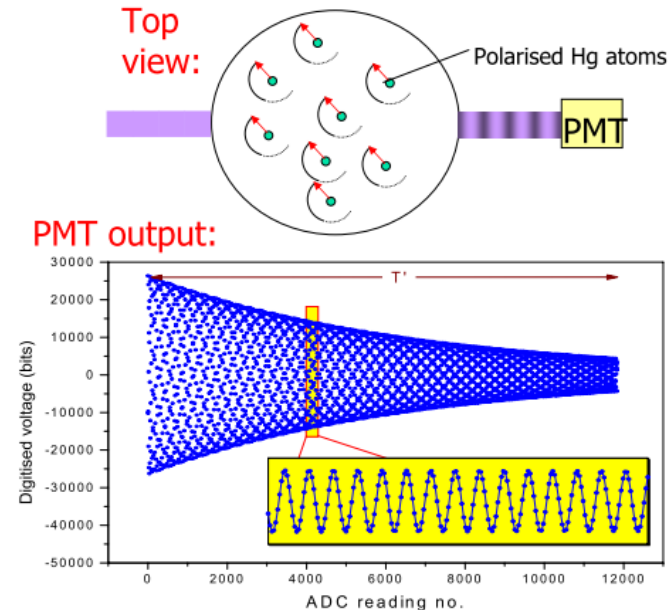 Top
view:
Polarised Hg atoms
PMT
PMT output:
30000
20000
10000
0
-10000
-20000
-30000
-40000
-50000
Digitised voltage (bits)
T'
0 2000 4000 6000 8000 10000 12000
ADC reading no.